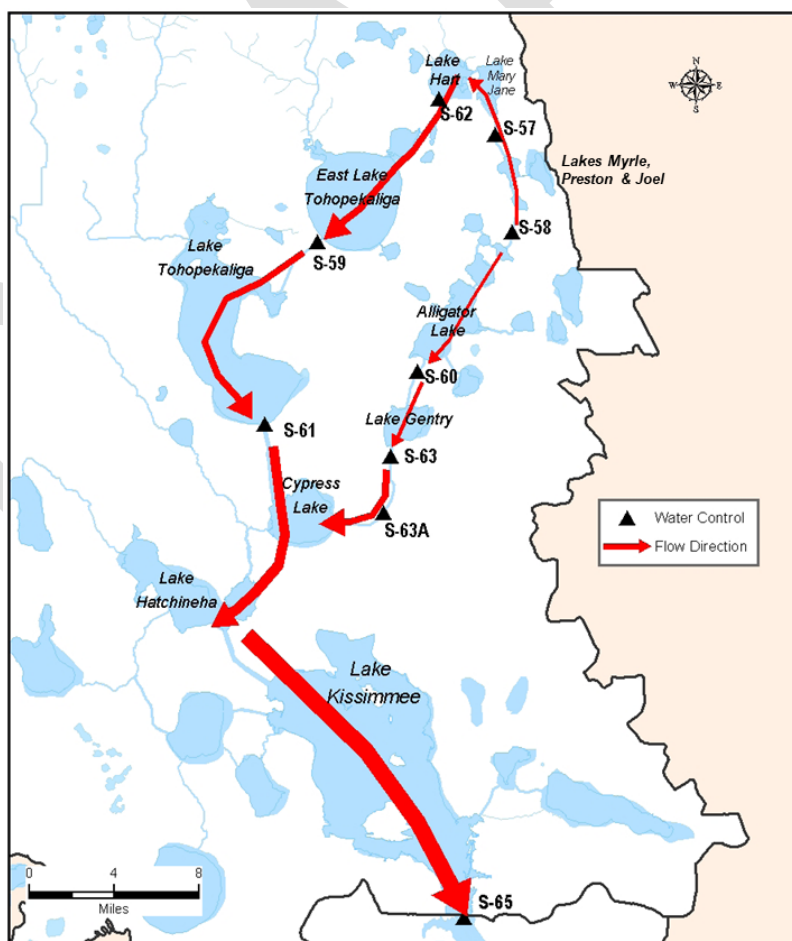 Lake
Hart
Lake
Mary
Jane
N
W
E
S
S-62
S-57
Lakes Myrle,
Preston & Joel
East Lake
Tohopekaliga
S-58
Lake
Tohopekaliga
S-59
Alligator
Lake
S-60
Lake Gentry
S-61
S-63
Cypress
Lake
S-63A
Water Control
Flow Direction
Lake
Hatchineha
Lake
Kissimmee
0
4
8
Miles
S-65